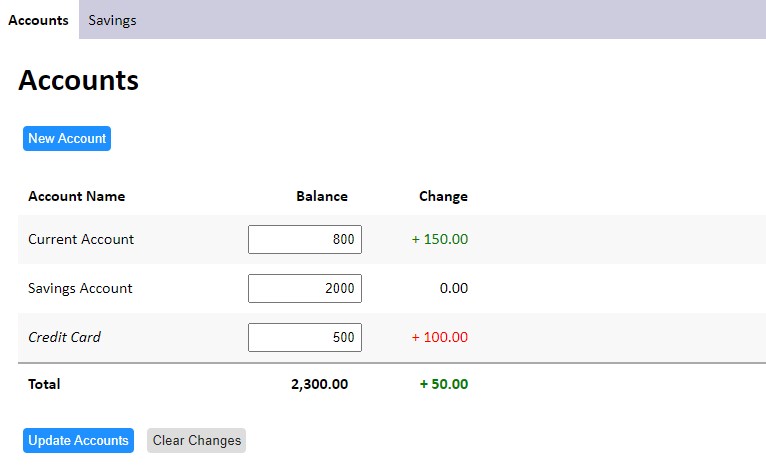 Accounts Savings
Accounts
New Account
Account Name Balance Change
Current Account 800 + 150.00
Savings Account 2000 0.00
Credit Card 500 + 100.00
Total 2,300.00 + 50.00
Update Accounts Clear Changes